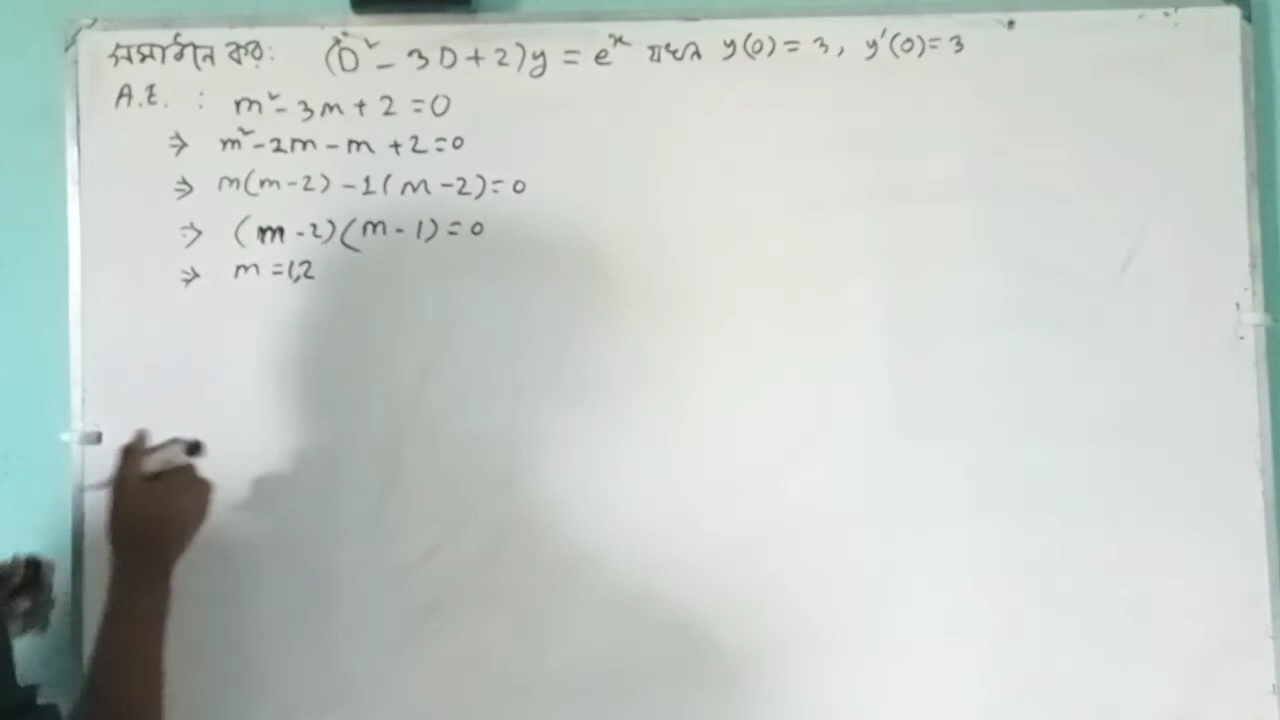 সমাধান কর: (D² - 3D + 2)y = eˣ যখন y(0) = 3, y′(0) = 3
A.E. : m² - 3m + 2 = 0
⇒ m² - 2m - m + 2 = 0
⇒ m(m - 2) - 1(m - 2) = 0
⇒ (m - 2)(m - 1) = 0
⇒ m = 1,2